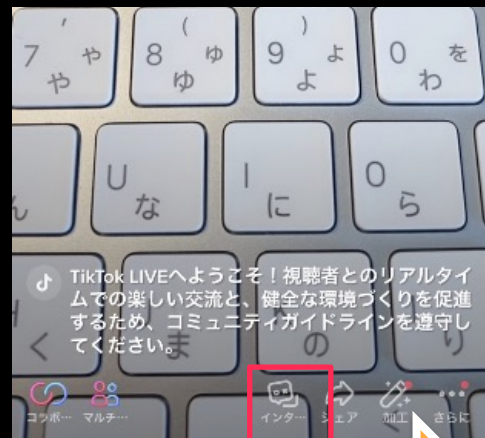 ' ( )
7 や や 8 ゆ ゆ 9 よ よ 0 を わ
ん U な I に O ら
TikTok LIVEへようこそ！視聴者とのリアルタイ
ムでの楽しい交流と、健全な環境づくりを促進
するため、コミュニティガイドラインを遵守し
てください。
く ま の り
コラボ… マルチ… インタ… シェア 加工 さらに